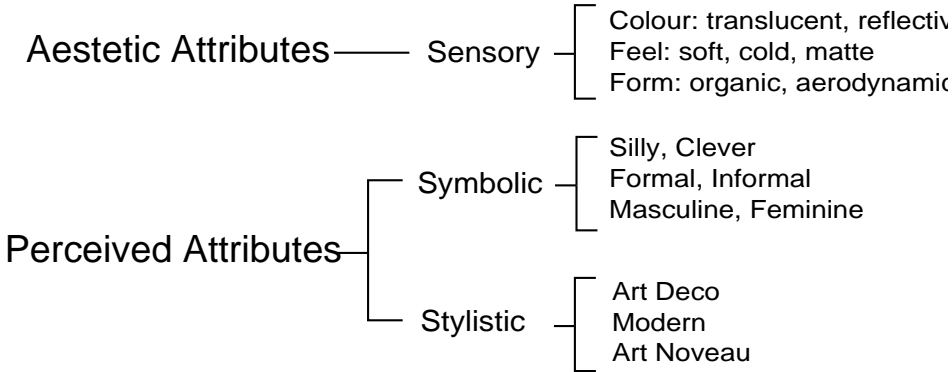 Aestetic Attributes
Sensory
Colour: translucent, reflectiv
Feel: soft, cold, matte
Form: organic, aerodynamic
Perceived Attributes
Symbolic
Silly, Clever
Formal, Informal
Masculine, Feminine
Stylistic
Art Deco
Modern
Art Noveau